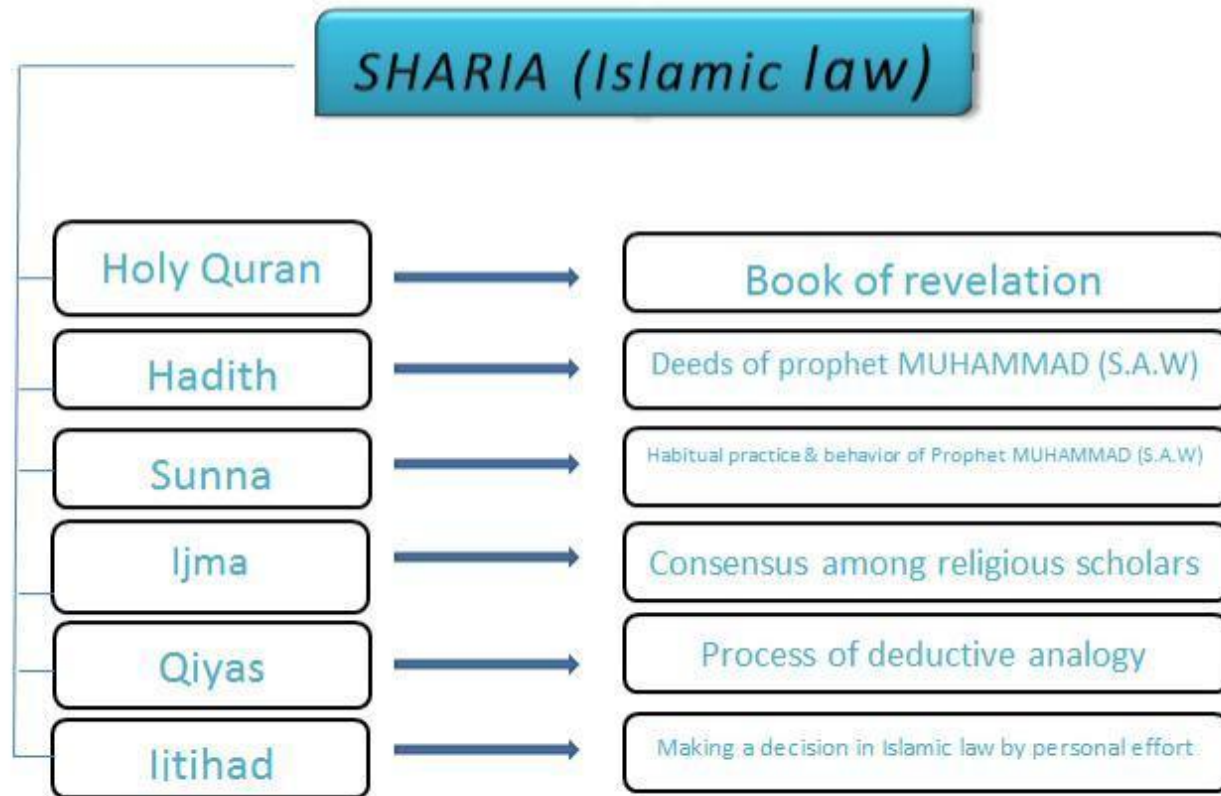 SHARIA (Islamic law)
Holy Quran
Book of revelation
Hadith
Deeds of prophet MUHAMMAD (S.A.W)
Sunna
Habitual practice & behavior of Prophet MUHAMMAD (S.A.W)
Ijma
Consensus among religious scholars
Qiyas
Process of deductive analogy
Ijtihad
Making a decision in Islamic law by personal effort